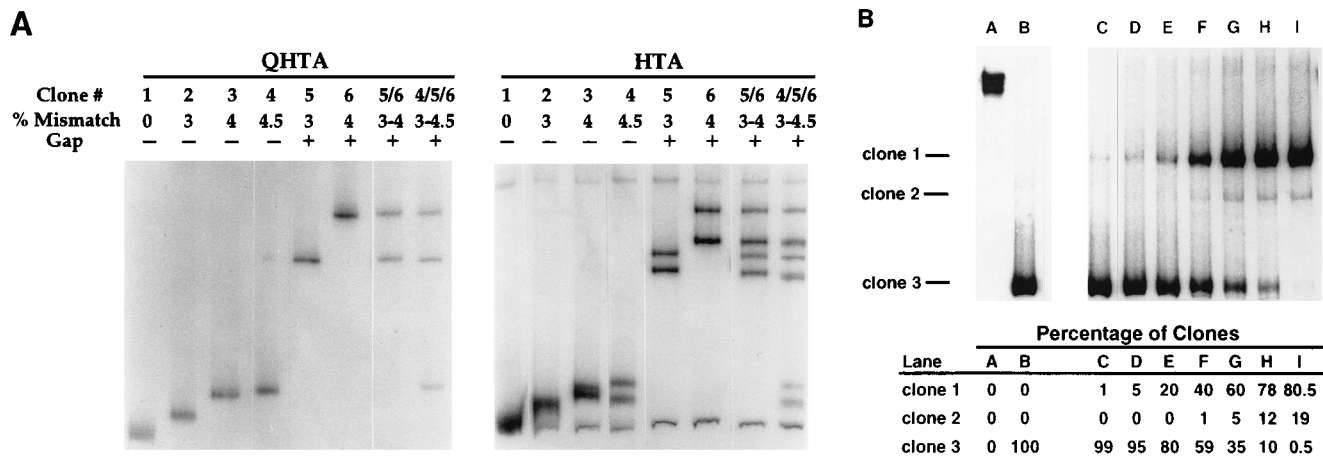 A
QHTA
Clone # 1 2 3 4 5 6 5/6 4/5/6
% Mismatch 0 3 4 4.5 3 4 3-4 3-4.5
Gap – – – – + + + +
HTA
1 2 3 4 5 6 5/6 4/5/6
0 3 4 4.5 3 4 3-4 3-4.5
– – – – + + + +
B
A B C D E F G H I
clone 1
clone 2
clone 3
Percentage of Clones
Lane A B C D E F G H I
clone 1 0 0 1 5 20 40 60 78 80.5
clone 2 0 0 0 0 0 1 5 12 19
clone 3 0 100 99 95 80 59 35 10 0.5